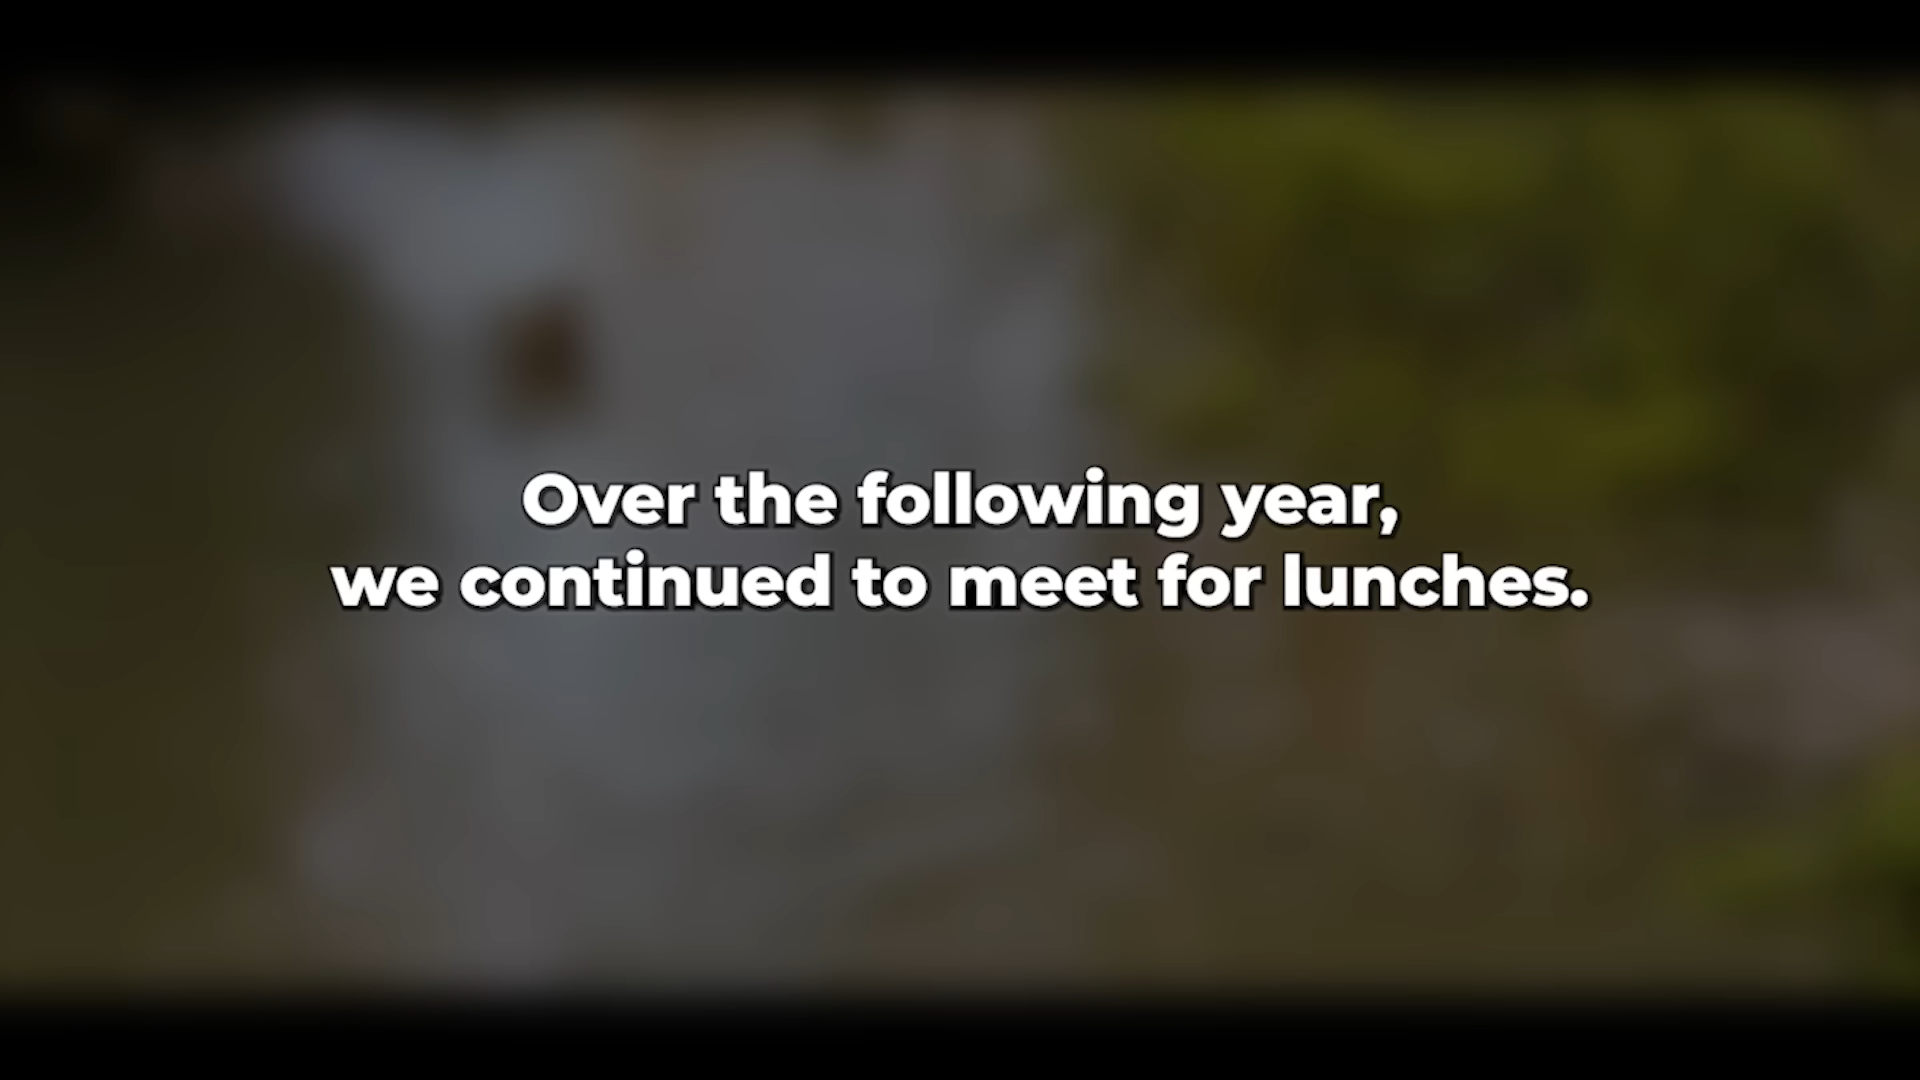 Over the following year,
we continued to meet for lunches.